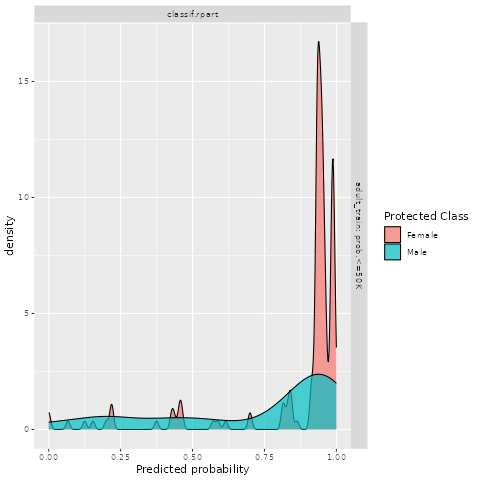 classif.rpart
15
10
5
0
density
0.00 0.25 0.50 0.75 1.00
Predicted probability
adult_train: prob.<=50K
Protected Class
Female
Male